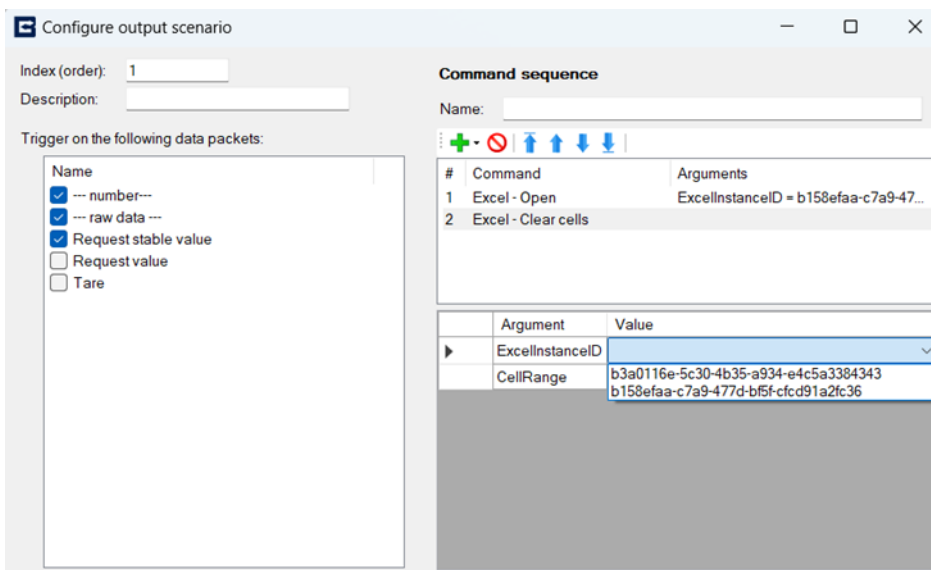 Configure output scenario
Index (order): 1
Description:
Trigger on the following data packets:
Name
--- number---
--- raw data ---
Request stable value
Request value
Tare
Command sequence
Name:
# Command Arguments
1 Excel - Open ExcelInstanceID = b158efaa-c7a9-47...
2 Excel - Clear cells
Argument Value
ExcelInstanceID
CellRange
b3a0116e-5c30-4b35-a934-e4c5a3384343
b158efaa-c7a9-477d-bf5f-cfcd91a2fc36